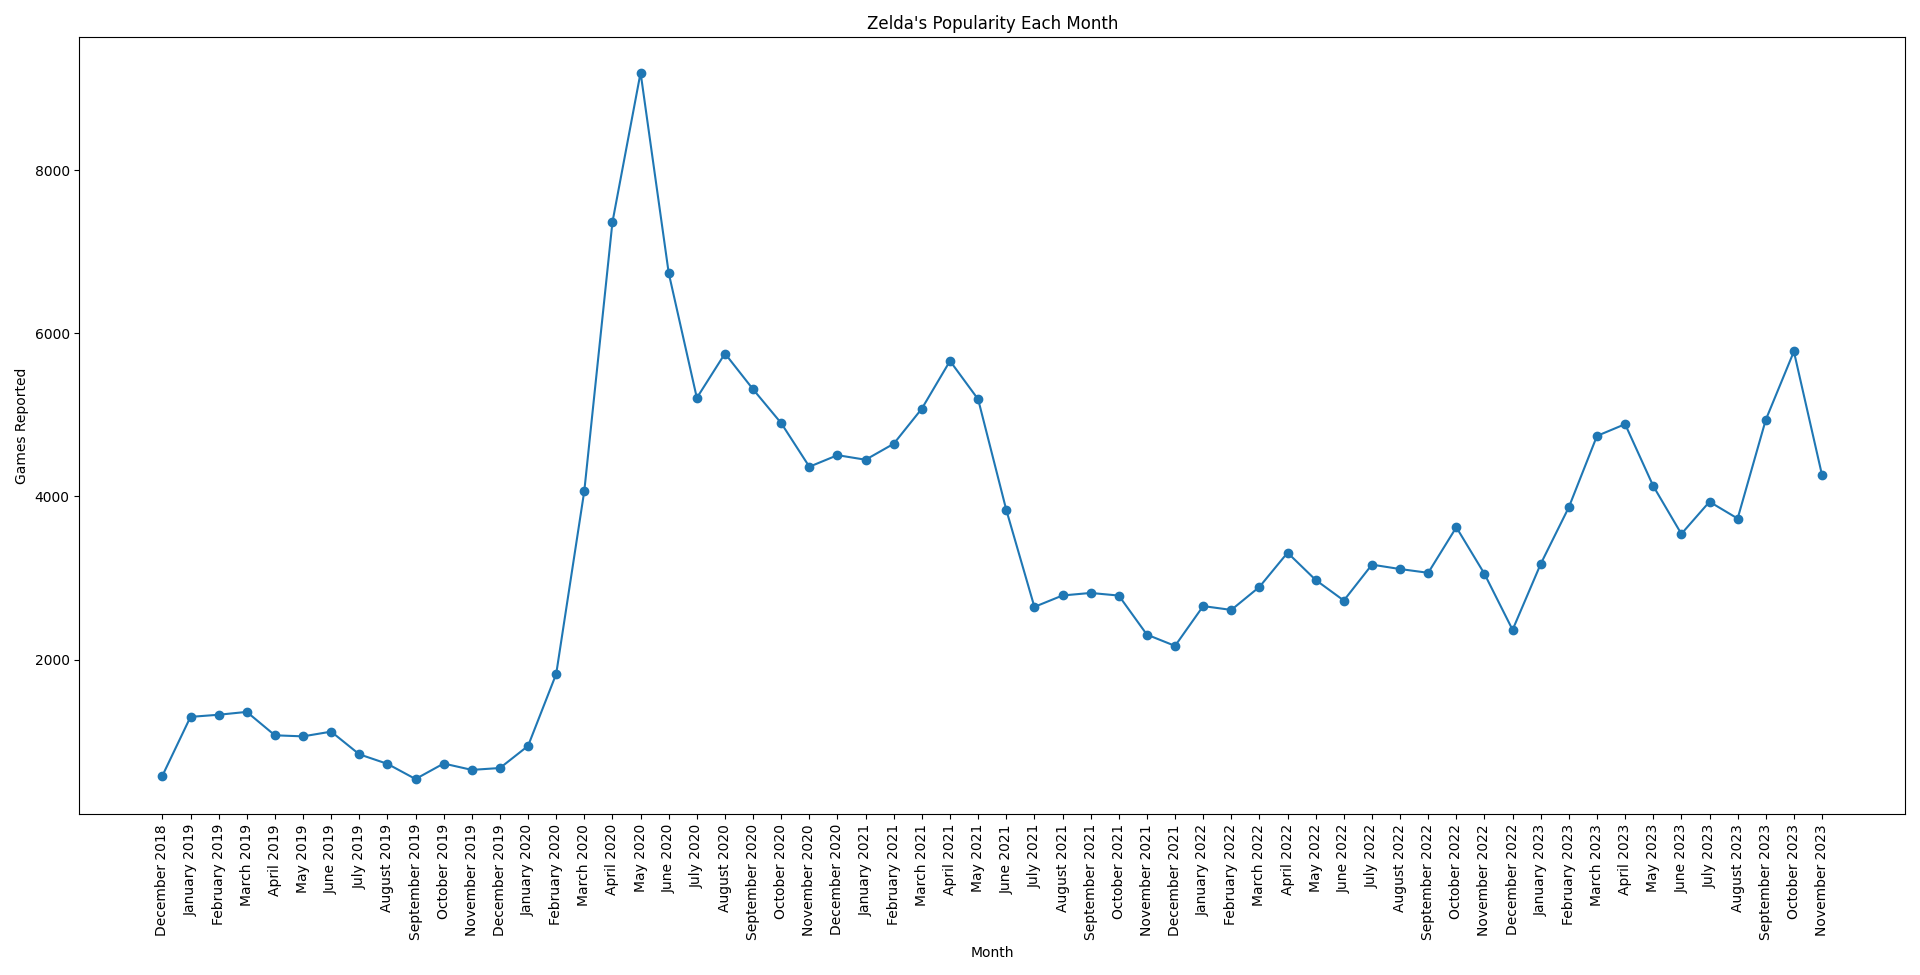 Zelda's Popularity Each Month
Games Reported
8000
6000
4000
2000
December 2018
January 2019
February 2019
March 2019
April 2019
May 2019
June 2019
July 2019
August 2019
September 2019
October 2019
November 2019
December 2019
January 2020
February 2020
March 2020
April 2020
May 2020
June 2020
July 2020
August 2020
September 2020
October 2020
November 2020
December 2020
January 2021
February 2021
March 2021
April 2021
May 2021
June 2021
July 2021
August 2021
September 2021
October 2021
November 2021
December 2021
January 2022
February 2022
March 2022
April 2022
May 2022
June 2022
July 2022
August 2022
September 2022
October 2022
November 2022
December 2022
January 2023
February 2023
March 2023
April 2023
May 2023
June 2023
July 2023
August 2023
September 2023
October 2023
November 2023
Month